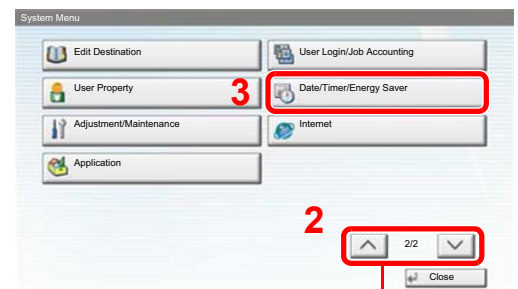 System Menu
Edit Destination
User Login/Job Accounting
User Property
3
Date/Timer/Energy Saver
Adjustment/Maintenance
Internet
Application
2
2/2
Close